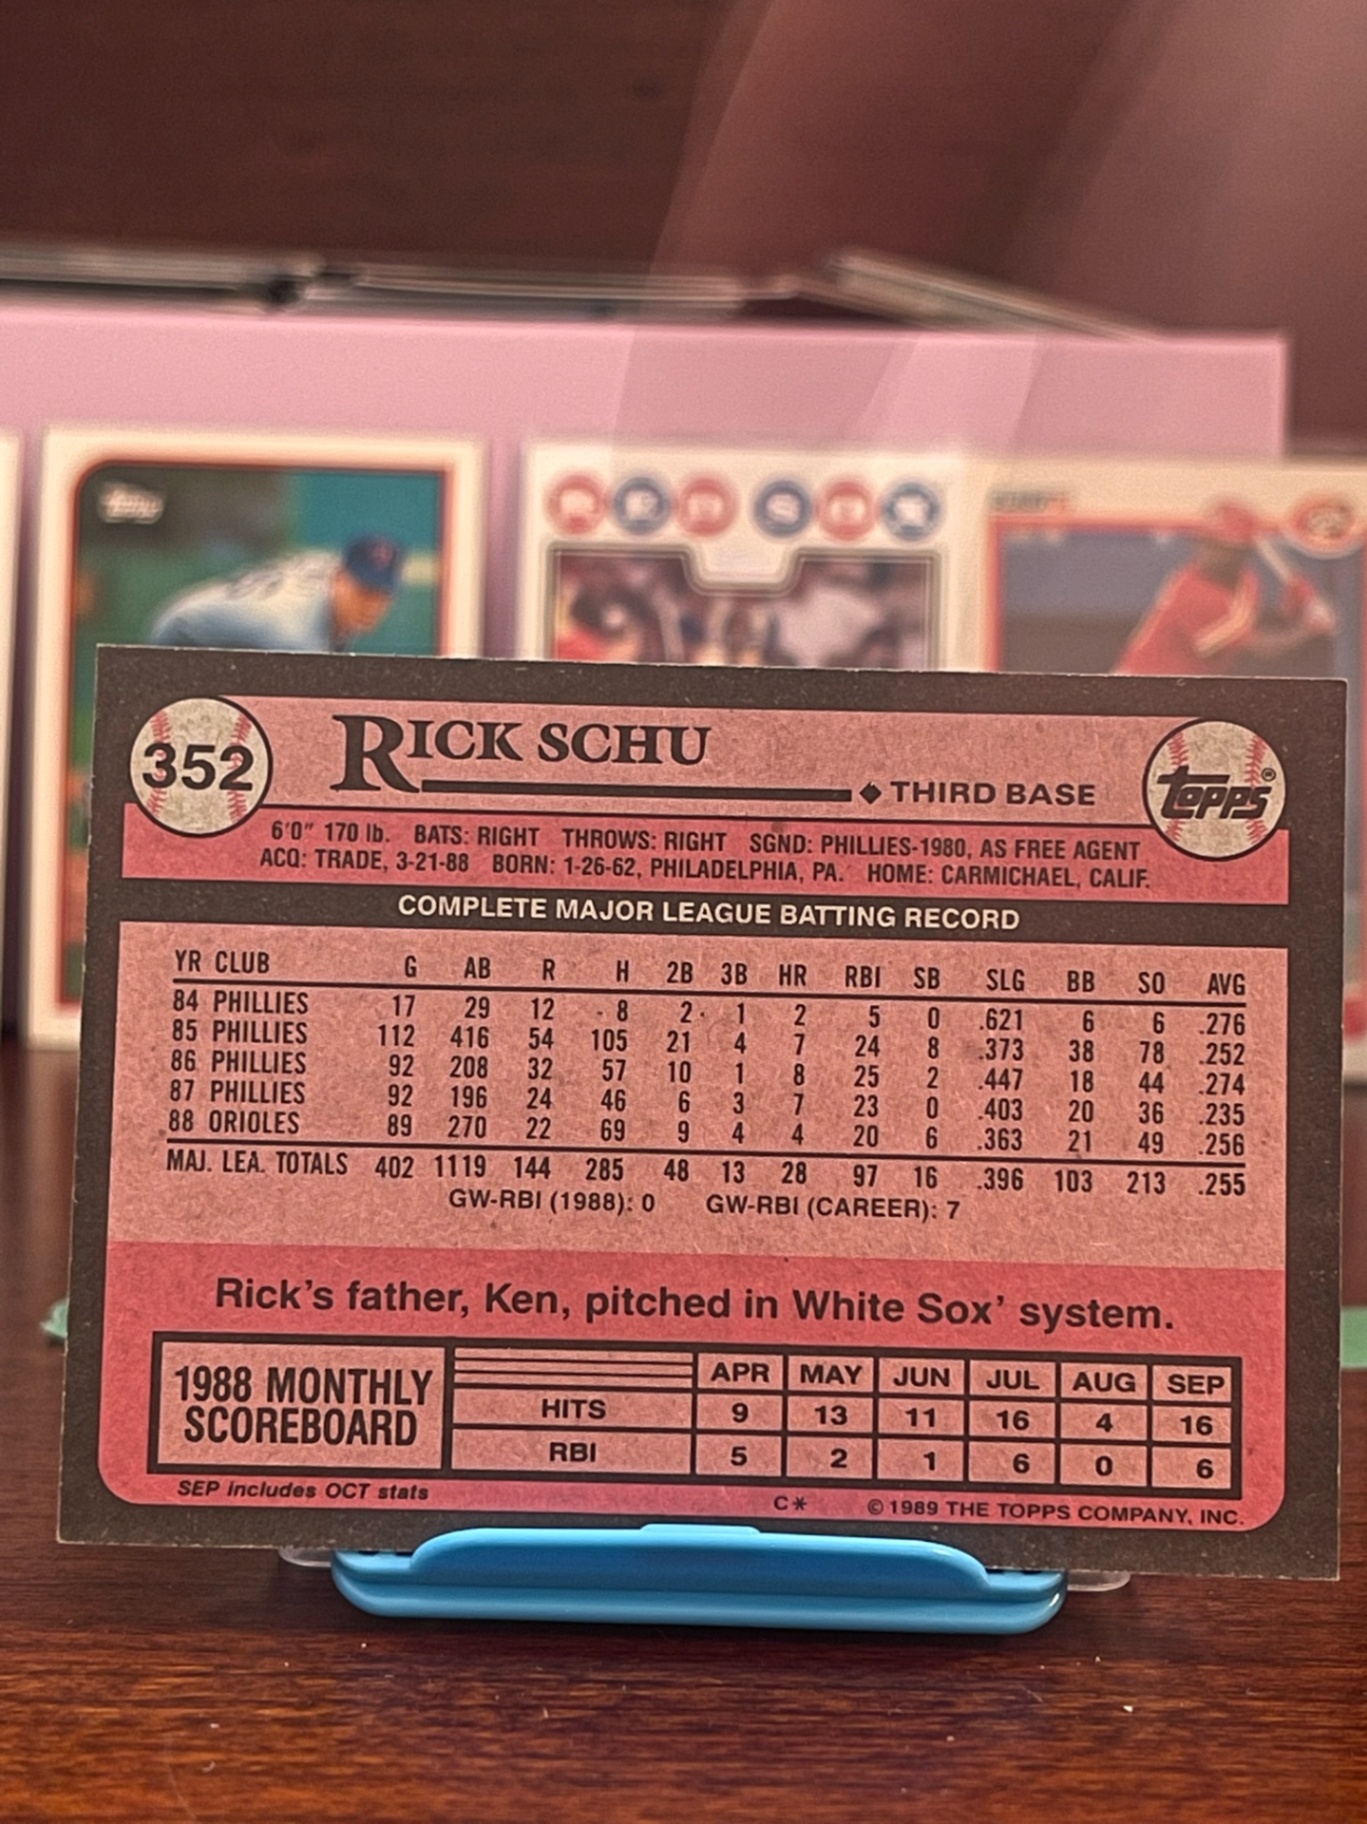 Topps
RED SOX
352
RICK SCHU
THIRD BASE
topps®
6'0" 170 lb. BATS: RIGHT THROWS: RIGHT SGND: PHILLIES-1980, AS FREE AGENT
ACQ: TRADE, 3-21-88 BORN: 1-26-62, PHILADELPHIA, PA. HOME: CARMICHAEL, CALIF.
COMPLETE MAJOR LEAGUE BATTING RECORD
YR CLUB G AB R H 2B 3B HR RBI SB SLG BB SO AVG
84 PHILLIES 17 29 12 8 2 1 2 5 0 .621 6 6 .276
85 PHILLIES 112 416 54 105 21 4 7 24 8 .373 38 78 .252
86 PHILLIES 92 208 32 57 10 1 8 25 2 .447 18 44 .274
87 PHILLIES 92 196 24 46 6 3 7 23 0 .403 20 36 .235
88 ORIOLES 89 270 22 69 9 4 4 20 6 .363 21 49 .256
MAJ. LEA. TOTALS 402 1119 144 285 48 13 28 97 16 .396 103 213 .255
GW-RBI (1988): 0 GW-RBI (CAREER): 7
Rick's father, Ken, pitched in White Sox' system.
1988 MONTHLY
SCOREBOARD
APR MAY JUN JUL AUG SEP
HITS 9 13 11 16 4 16
RBI 5 2 1 6 0 6
SEP includes OCT stats
C* ©1989 THE TOPPS COMPANY, INC.